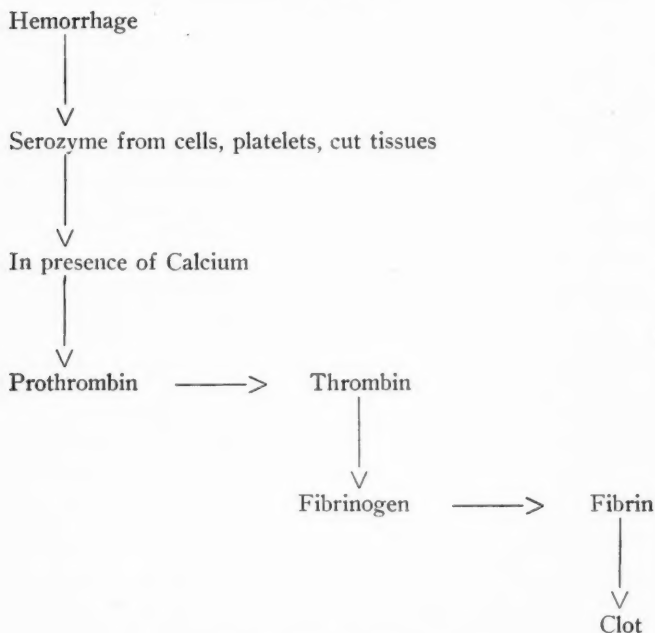 Hemorrhage
Serozyme from cells, platelets, cut tissues
In presence of Calcium
Prothrombin Thrombin
Fibrinogen Fibrin
Clot